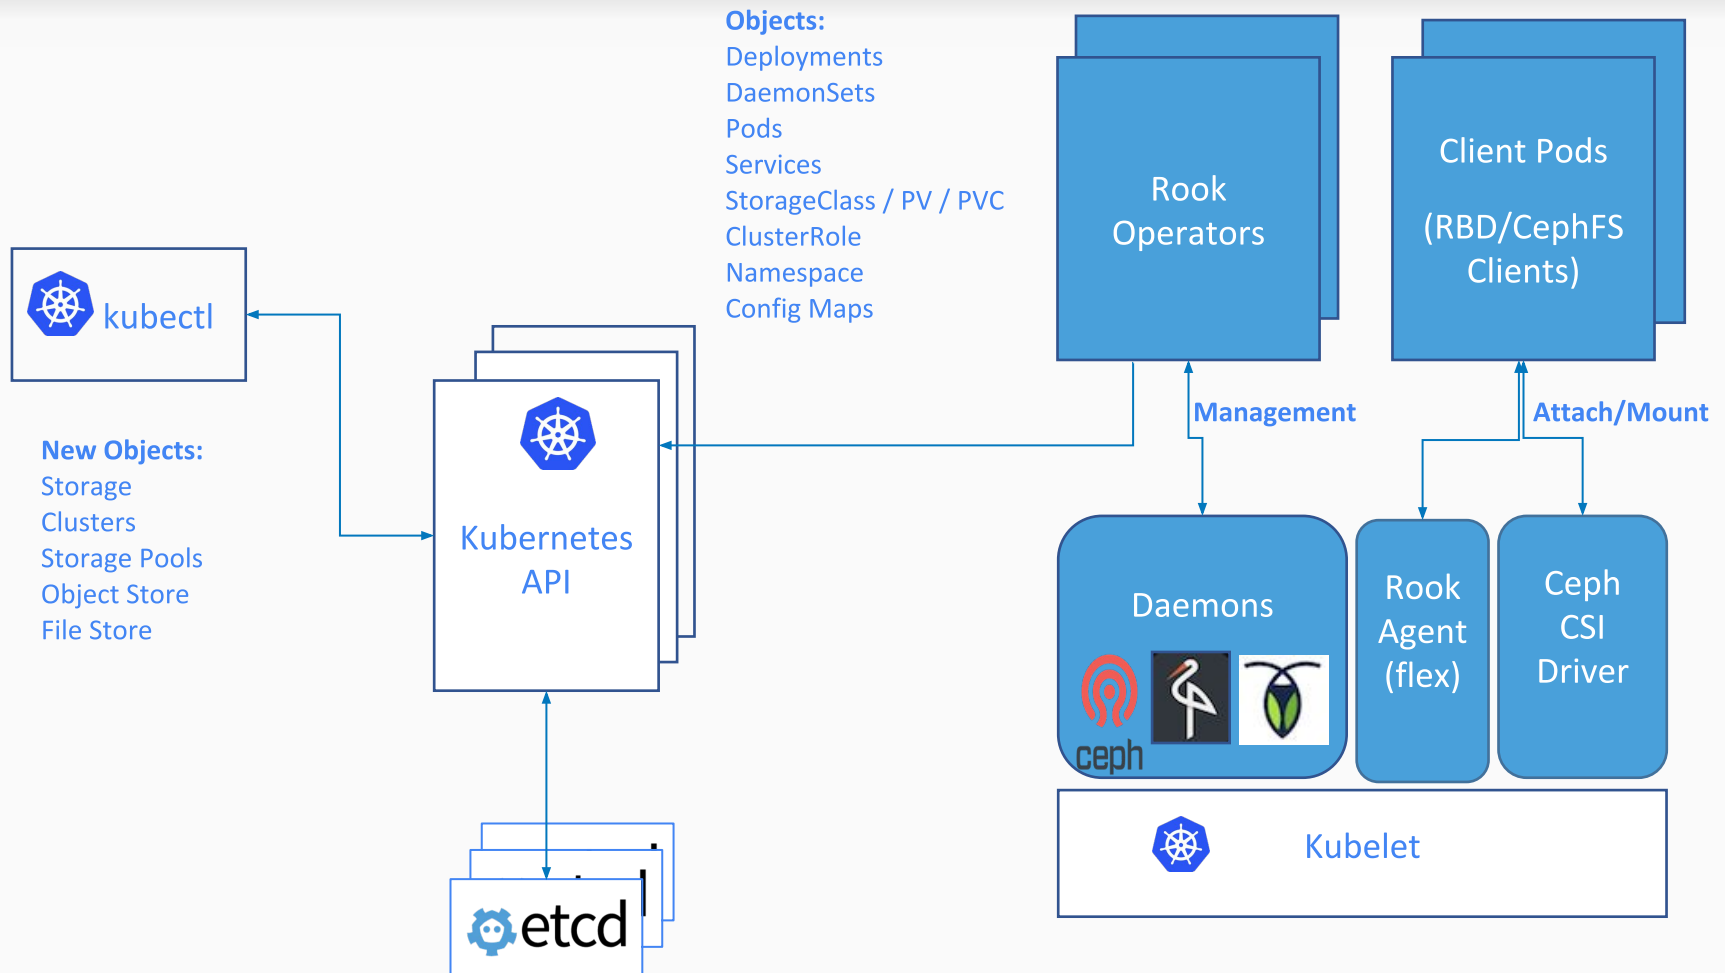 Objects:
Deployments
DaemonSets
Pods
Services
StorageClass / PV / PVC
ClusterRole
Namespace
Config Maps
Rook
Operators
Client Pods
(RBD/CephFS
Clients)
kubectl
New Objects:
Storage
Clusters
Storage Pools
Object Store
File Store
Kubernetes
API
Management
Attach/Mount
Daemons
ceph
Rook
Agent
(flex)
Ceph
CSI
Driver
Kubelet
etcd